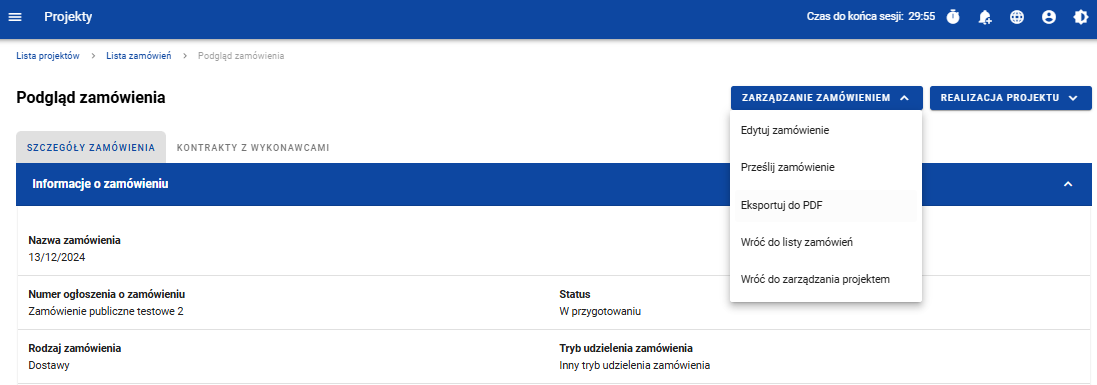 Projekty
Czas do końca sesji: 29:55
Lista projektów > Lista zamówień > Podgląd zamówienia
Podgląd zamówienia
ZARZĄDZANIE ZAMÓWIENIEM
REALIZACJA PROJEKTU
Edytuj zamówienie
Prześlij zamówienie
Eksportuj do PDF
Wróć do listy zamówień
Wróć do zarządzania projektem
SZCZEGÓŁY ZAMÓWIENIA
KONTRAKTY Z WYKONAWCAMI
Informacje o zamówieniu
Nazwa zamówienia
13/12/2024
Numer ogłoszenia o zamówieniu
Zamówienie publiczne testowe 2
Status
W przygotowaniu
Rodzaj zamówienia
Dostawy
Tryb udzielenia zamówienia
Inny tryb udzielenia zamówienia